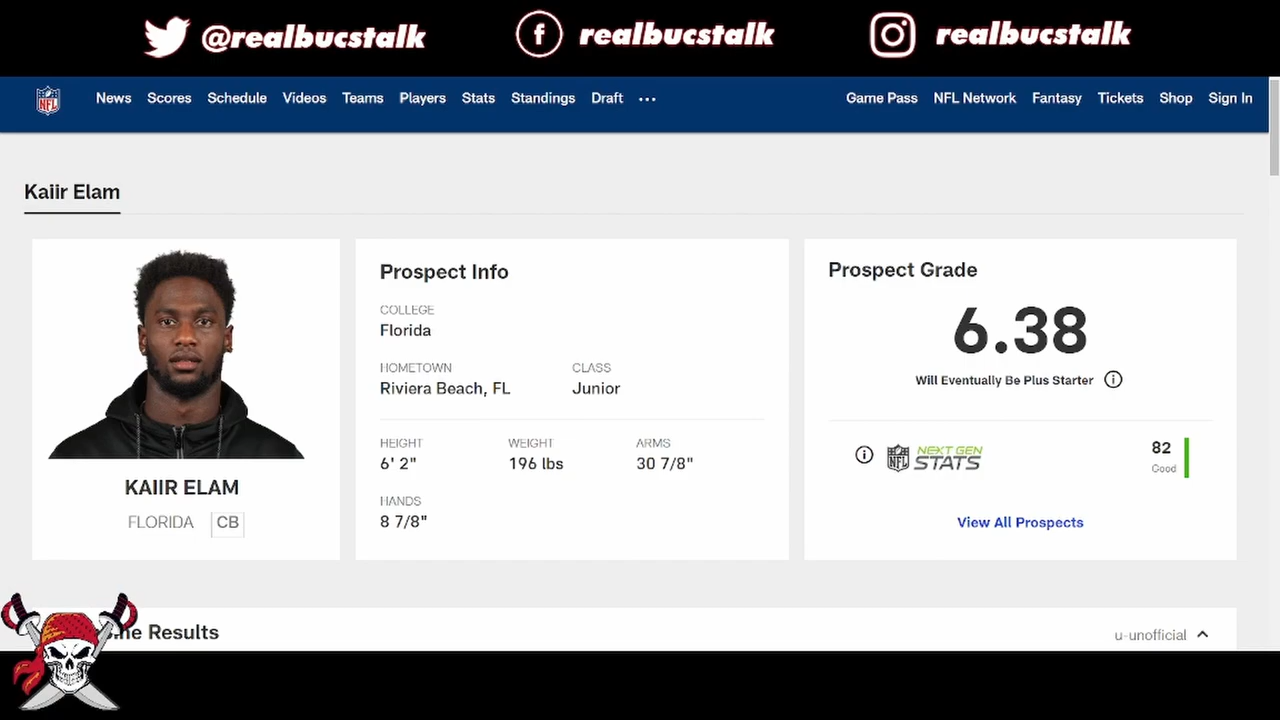 @realbucstalk
f realbucstalk
realbucstalk
NFL
News Scores Schedule Videos Teams Players Stats Standings Draft ...
Game Pass NFL Network Fantasy Tickets Shop Sign In
Kaiir Elam
KAIIR ELAM
FLORIDA CB
Prospect Info
COLLEGE
Florida
HOMETOWN CLASS
Riviera Beach, FL Junior
HEIGHT WEIGHT ARMS
6' 2" 196 lbs 30 7/8"
HANDS
8 7/8"
Prospect Grade
6.38
Will Eventually Be Plus Starter i
i NFL NEXT GEN STATS
82
Good
View All Prospects
Results
u-unofficial